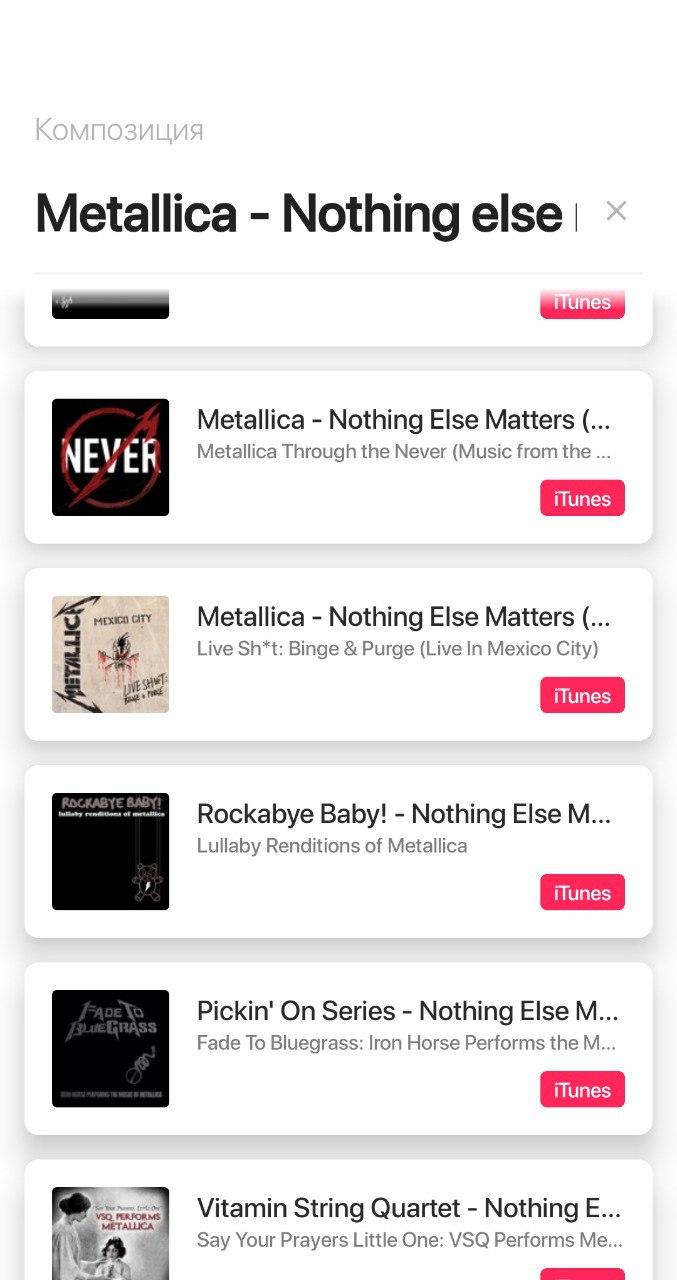 Композиция
Metallica - Nothing else
iTunes
NEVER
Metallica - Nothing Else Matters (...
Metallica Through the Never (Music from the ...
iTunes
METALLICA
MEXICO CITY
LIVE SH*T:
BINGE & PURGE
Metallica - Nothing Else Matters (...
Live Sh*t: Binge & Purge (Live In Mexico City)
iTunes
ROCKABYE BABY!
lullaby renditions of metallica
Rockabye Baby! - Nothing Else M...
Lullaby Renditions of Metallica
iTunes
FADE TO
BLUEGRASS
IRON HORSE PERFORMS THE MUSIC OF METALLICA
Pickin' On Series - Nothing Else M...
Fade To Bluegrass: Iron Horse Performs the M...
iTunes
Say Your Prayers, Little One
VSQ PERFORMS
METALLICA
Vitamin String Quartet - Nothing E...
Say Your Prayers Little One: VSQ Performs Me...